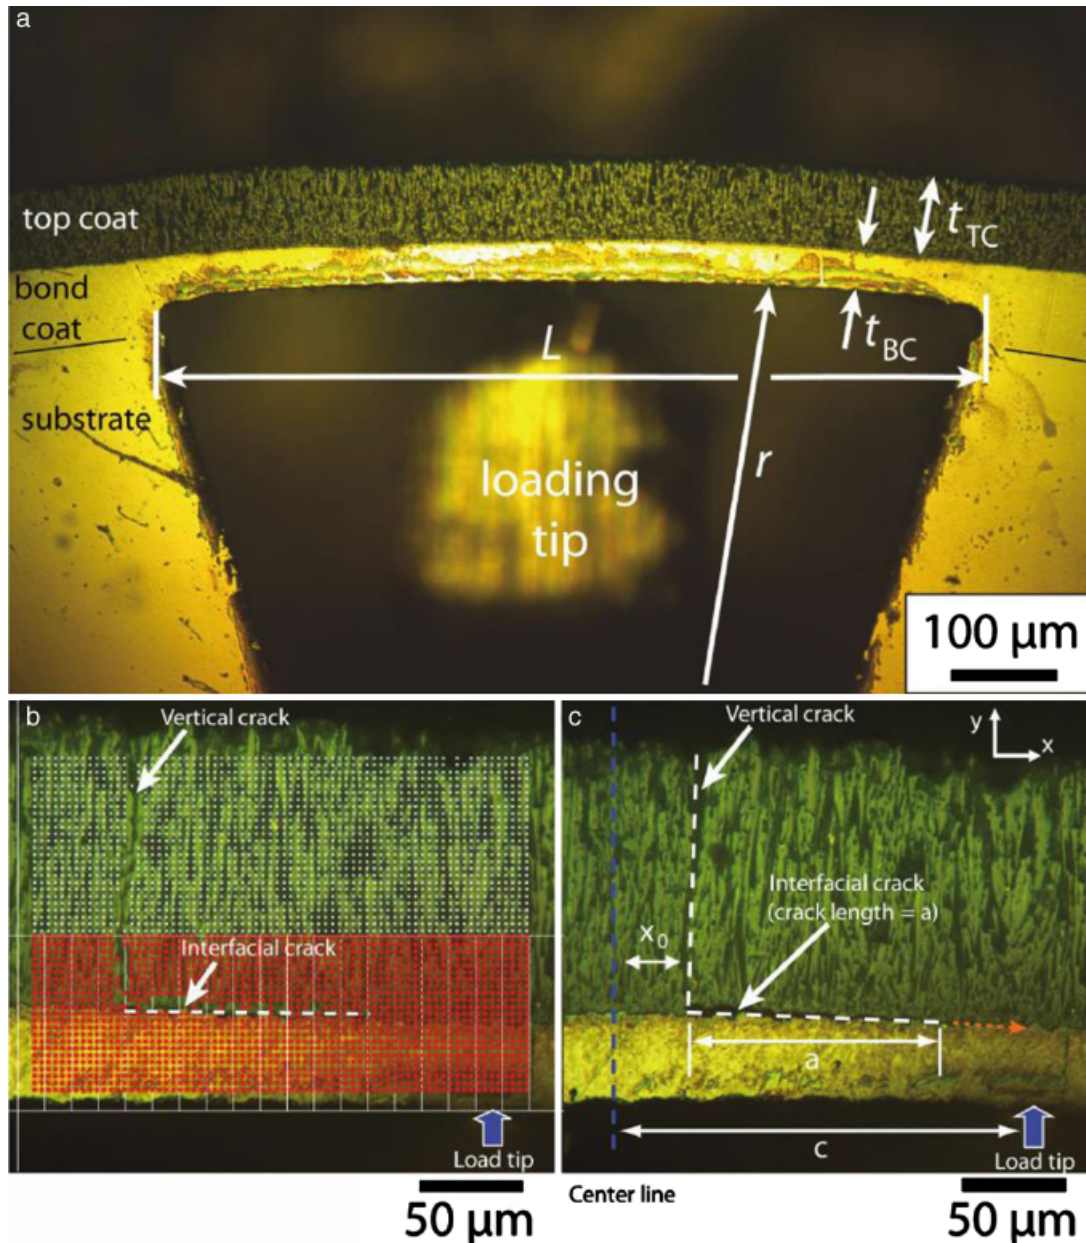 a
top coat
t TC
bond
coat
t BC
L
substrate
r
loading
tip
100 µm
b
Vertical crack
Interfacial crack
Load tip
50 µm
c
Vertical crack
y
x
Interfacial crack
(crack length = a)
x0
a
c
Load tip
Center line
50 µm